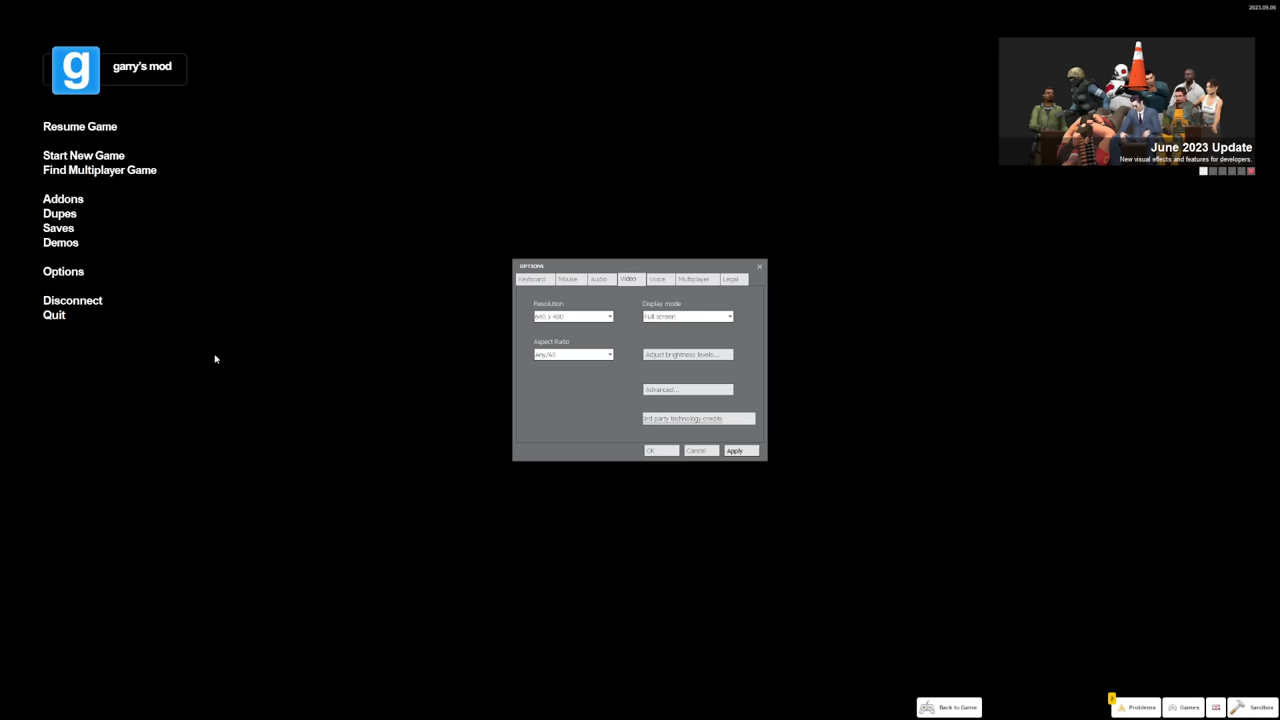 2023.09.06
g
garry's mod
Resume Game
Start New Game
Find Multiplayer Game
Addons
Dupes
Saves
Demos
Options
Disconnect
Quit
June 2023 Update
New visual effects and features for developers.
OPTIONS
Keyboard Mouse Audio Video Voice Multiplayer Legal
Resolution Display mode
640 x 480 Full screen
Aspect Ratio
Any/All Adjust brightness levels...
Advanced...
3rd party technology credits
OK Cancel Apply
Back to Game
2
Problems Games Sandbox